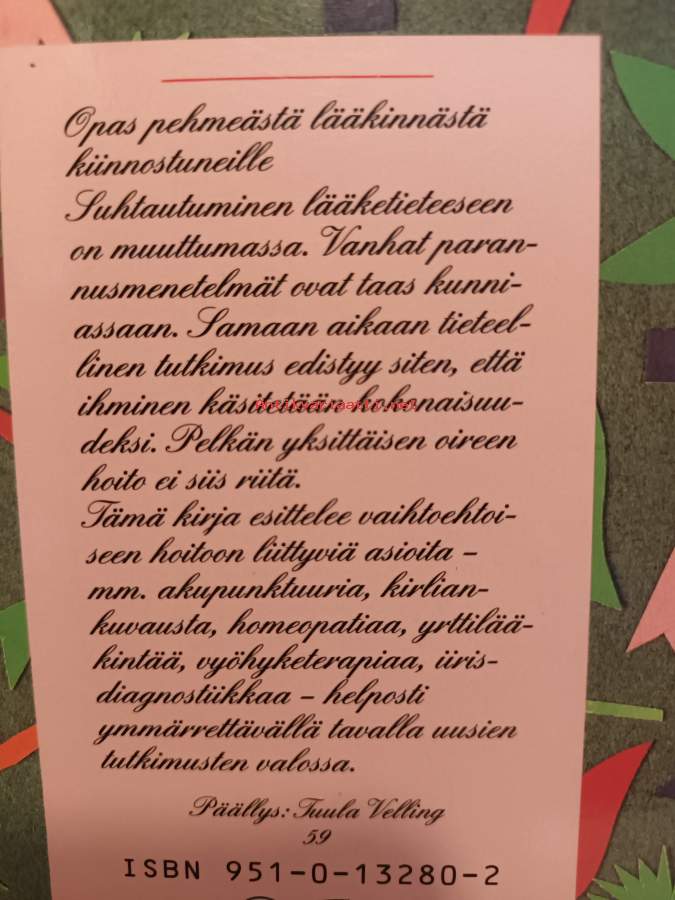 Opas pehmeästä lääkinnästä
kiinnostuneille
Suhtautuminen lääketieteeseen
on muuttumassa. Vanhat paran-
nusmenetelmät ovat taas kunni-
assaan. Samaan aikaan tieteel-
linen tutkimus edistyy siten, että
ihminen käsitetään kokonaisuu-
deksi. Pelkän yksittäisen oireen
hoito ei siis riitä.
Tämä kirja esittelee vaihtoehtoi-
seen hoitoon liittyviä asioita –
mm. akupunktuuria, kirlian-
kuvausta, homeopatiaa, yrttilää-
kintää, vyöhyketerapiaa, iiris-
diagnostiikkaa – helposti
ymmärrettävällä tavalla uusien
tutkimusten valossa.
Päällys: Tuula Velling
59
ISBN 951-0-13280-2